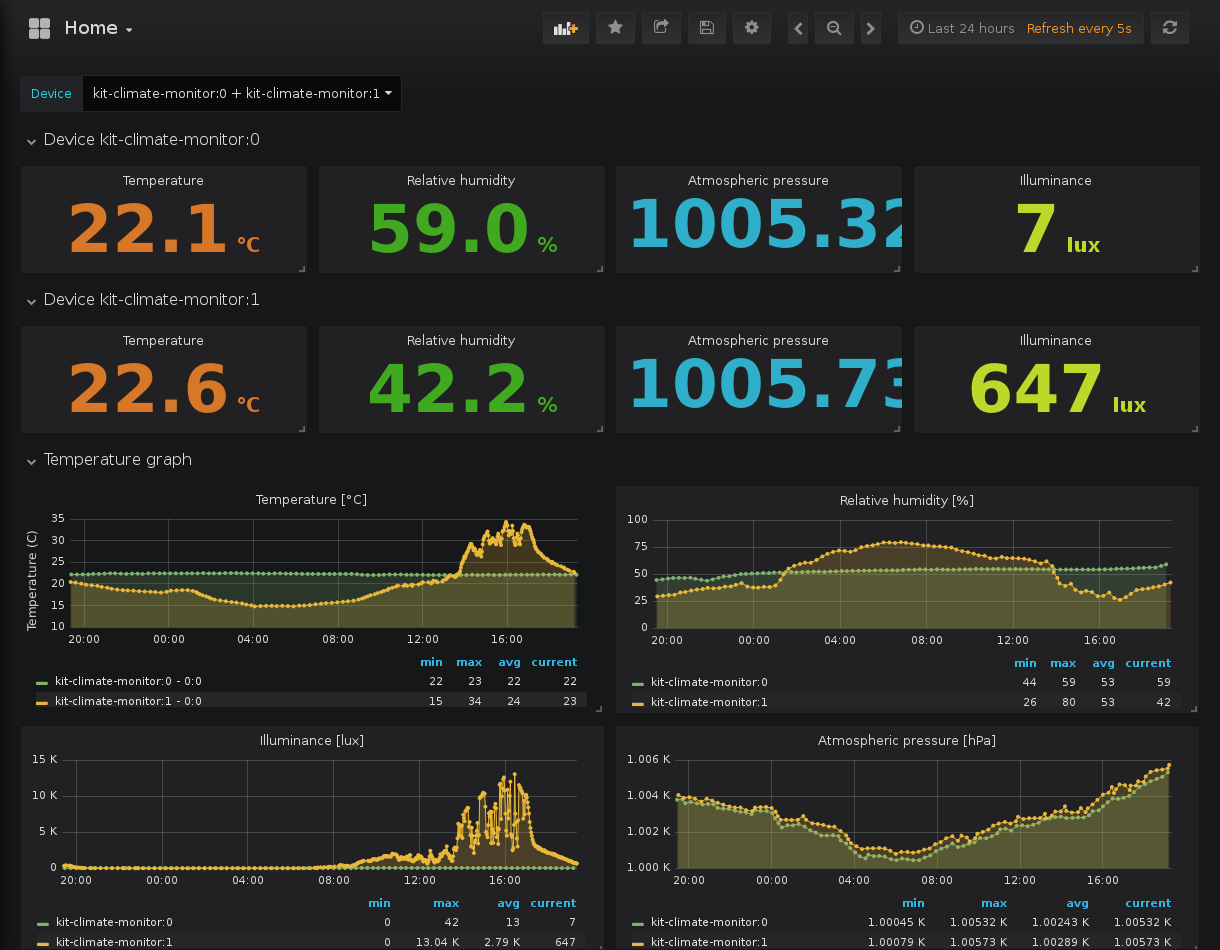 Home
Last 24 hours Refresh every 5s
Device kit-climate-monitor:0 + kit-climate-monitor:1
Device kit-climate-monitor:0
Temperature Relative humidity Atmospheric pressure Illuminance
22.1 °C 59.0 % 1005.32 7 lux
Device kit-climate-monitor:1
Temperature Relative humidity Atmospheric pressure Illuminance
22.6 °C 42.2 % 1005.73 647 lux
Temperature graph
Temperature [°C]
Temperature (C)
35
30
25
20
15
10
20:00 00:00 04:00 08:00 12:00 16:00
min max avg current
kit-climate-monitor:0 - 0:0 22 23 22 22
kit-climate-monitor:1 - 0:0 15 34 24 23
Relative humidity [%]
100
75
50
25
0
20:00 00:00 04:00 08:00 12:00 16:00
min max avg current
kit-climate-monitor:0 44 59 53 59
kit-climate-monitor:1 26 80 53 42
Illuminance [lux]
15 K
10 K
5 K
0
20:00 00:00 04:00 08:00 12:00 16:00
min max avg current
kit-climate-monitor:0 0 42 13 7
kit-climate-monitor:1 0 13.04 K 2.79 K 647
Atmospheric pressure [hPa]
1.006 K
1.004 K
1.002 K
1.000 K
20:00 00:00 04:00 08:00 12:00 16:00
min max avg current
kit-climate-monitor:0 1.00045 K 1.00532 K 1.00243 K 1.00532 K
kit-climate-monitor:1 1.00079 K 1.00573 K 1.00289 K 1.00573 K